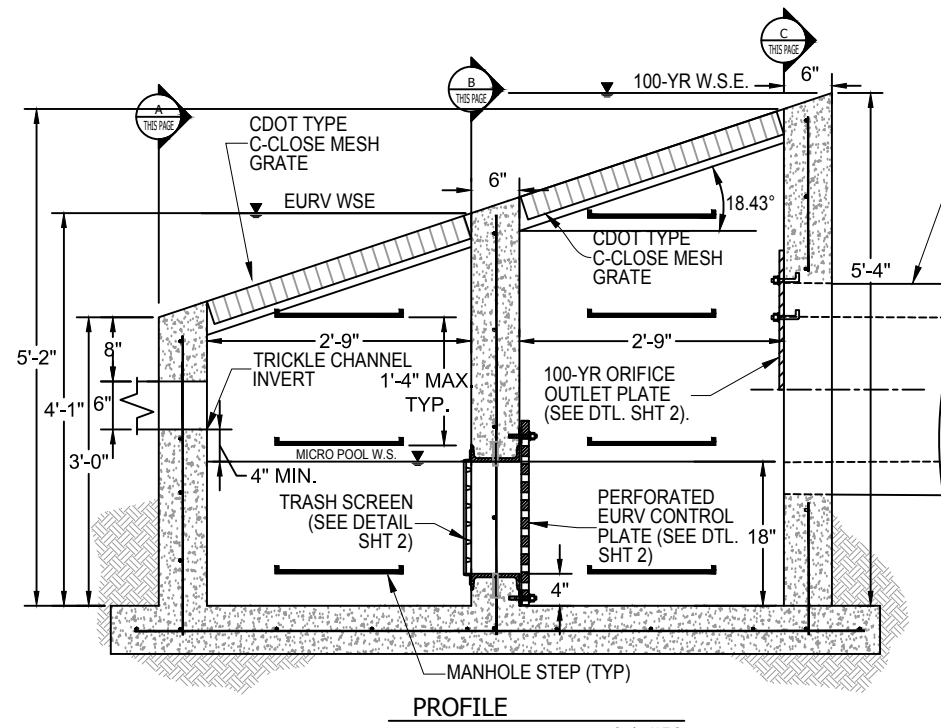 C
THIS PAGE
6"
100-YR W.S.E.
B
THIS PAGE
A
THIS PAGE
CDOT TYPE
C-CLOSE MESH
GRATE
6"
EURV WSE
18.43°
CDOT TYPE
C-CLOSE MESH
GRATE
5'-4"
2'-9"
2'-9"
5'-2"
8"
TRICKLE CHANNEL
INVERT
1'-4" MAX.
TYP.
100-YR ORIFICE
OUTLET PLATE
(SEE DTL. SHT 2).
4'-1"
6"
3'-0"
MICRO POOL W.S.
4" MIN.
TRASH SCREEN
(SEE DETAIL
SHT 2)
PERFORATED
EURV CONTROL
PLATE (SEE DTL.
SHT 2)
18"
4"
MANHOLE STEP (TYP)
PROFILE